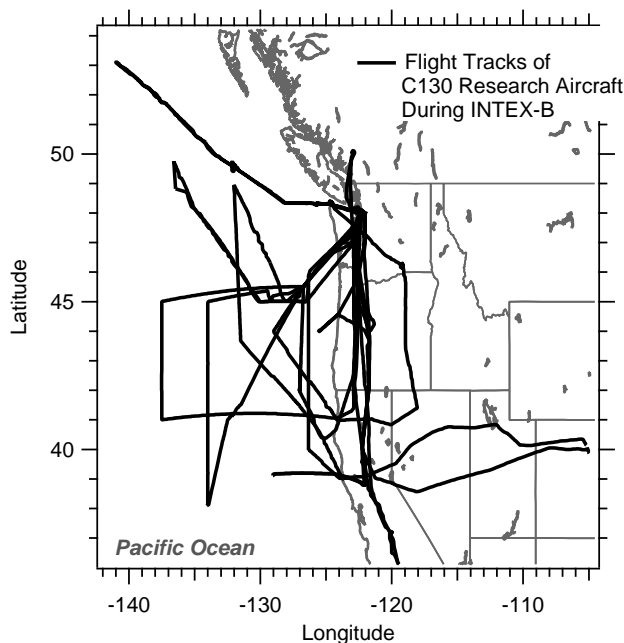 Flight Tracks of
C130 Research Aircraft
During INTEX-B
50
45
40
Latitude
Pacific Ocean
-140
-130
-120
-110
Longitude